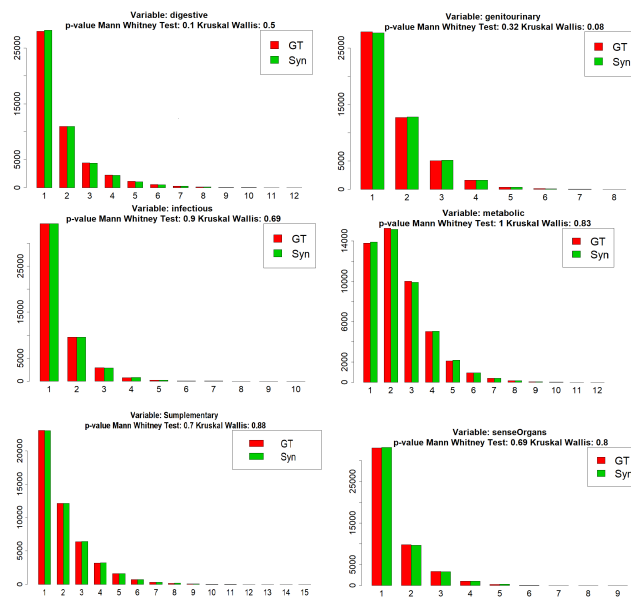 Variable: digestive
p-value Mann Whitney Test: 0.1 Kruskal Wallis: 0.5
GT
Syn
25000
15000
5000
0
1 2 3 4 5 6 7 8 9 10 11 12
Variable: genitourinary
p-value Mann Whitney Test: 0.32 Kruskal Wallis: 0.08
GT
Syn
25000
15000
5000
0
1 2 3 4 5 6 7 8
Variable: infectious
p-value Mann Whitney Test: 0.9 Kruskal Wallis: 0.69
GT
Syn
25000
15000
5000
0
1 2 3 4 5 6 7 8 9 10
Variable: metabolic
p-value Mann Whitney Test: 1 Kruskal Wallis: 0.83
GT
Syn
14000
10000
6000
2000
0
1 2 3 4 5 6 7 8 9 10 11 12
Variable: Sumplementary
p-value Mann Whitney Test: 0.7 Kruskal Wallis: 0.88
GT
Syn
20000
15000
10000
5000
0
1 2 3 4 5 6 7 8 9 10 11 12 13 14 15
Variable: senseOrgans
p-value Mann Whitney Test: 0.69 Kruskal Wallis: 0.8
GT
Syn
25000
15000
5000
0
1 2 3 4 5 6 7 8 9